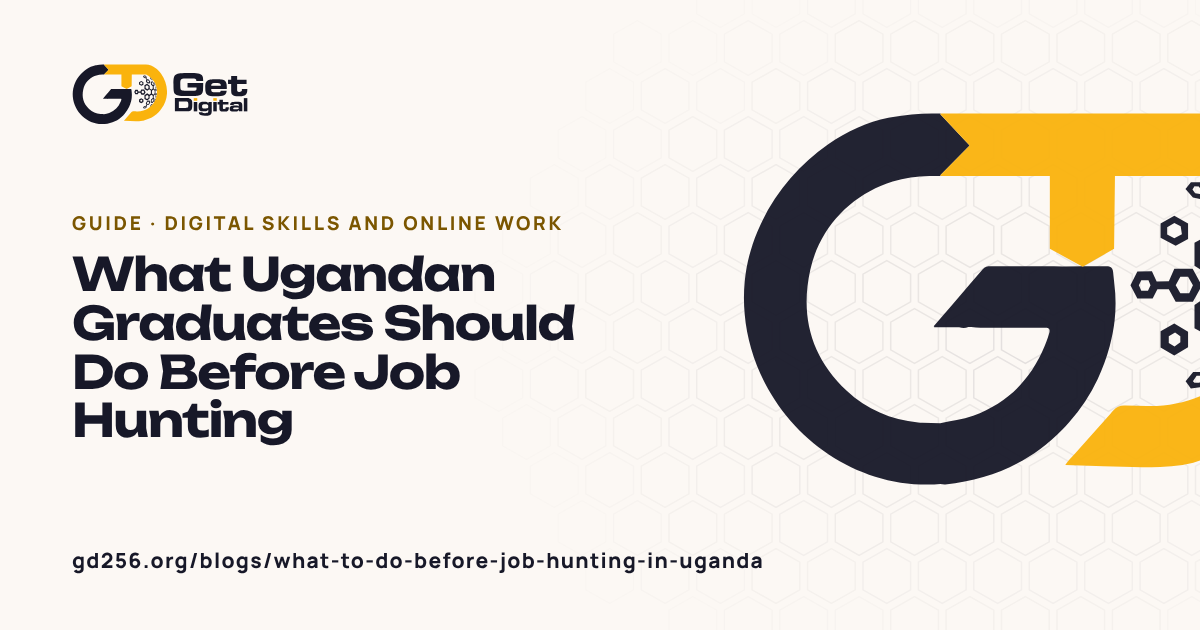 Get
Digital
GUIDE · DIGITAL SKILLS AND ONLINE WORK
What Ugandan
Graduates Should
Do Before Job
Hunting
gd256.org/blogs/what-to-do-before-job-hunting-in-uganda